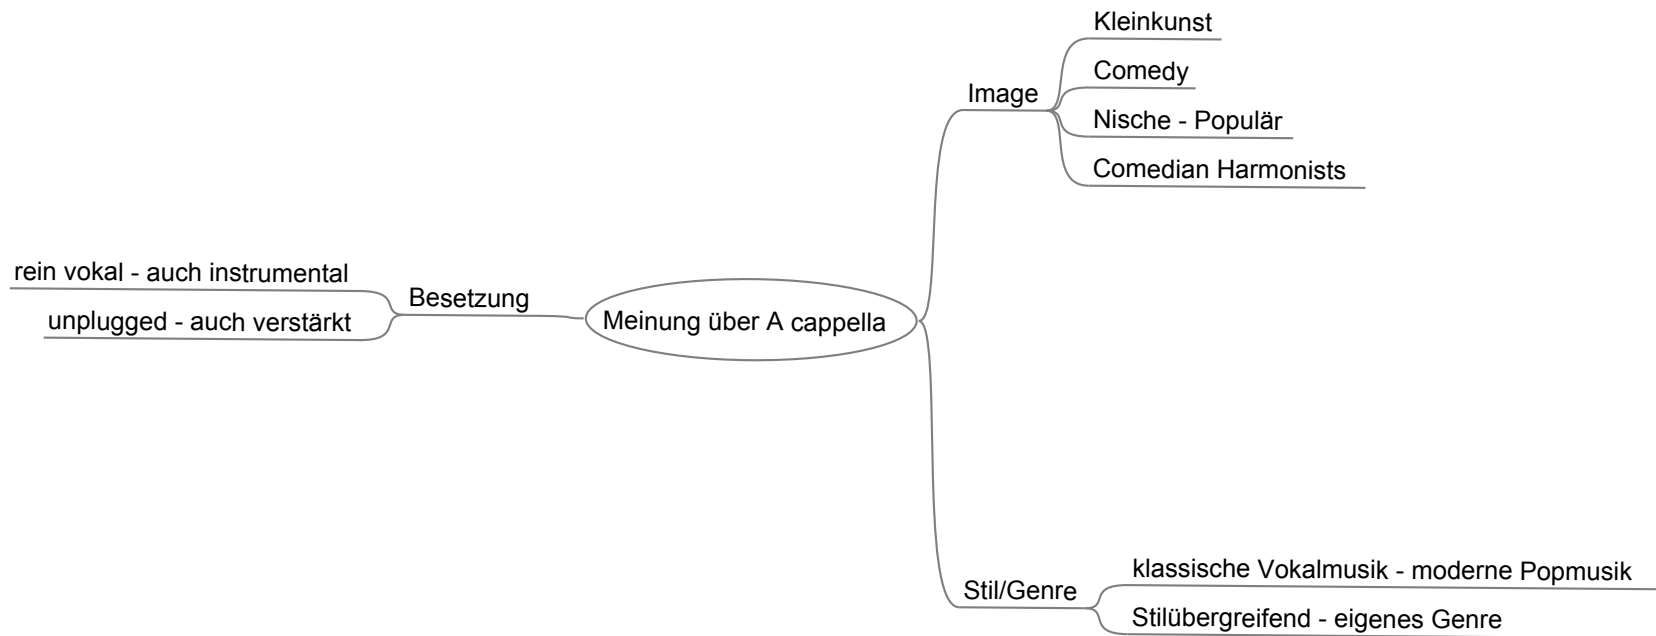 Kleinkunst
Comedy
Image
Nische - Populär
Comedian Harmonists
rein vokal - auch instrumental
Besetzung
unplugged - auch verstärkt
Meinung über A cappella
klassische Vokalmusik - moderne Popmusik
Stil/Genre
Stilübergreifend - eigenes Genre